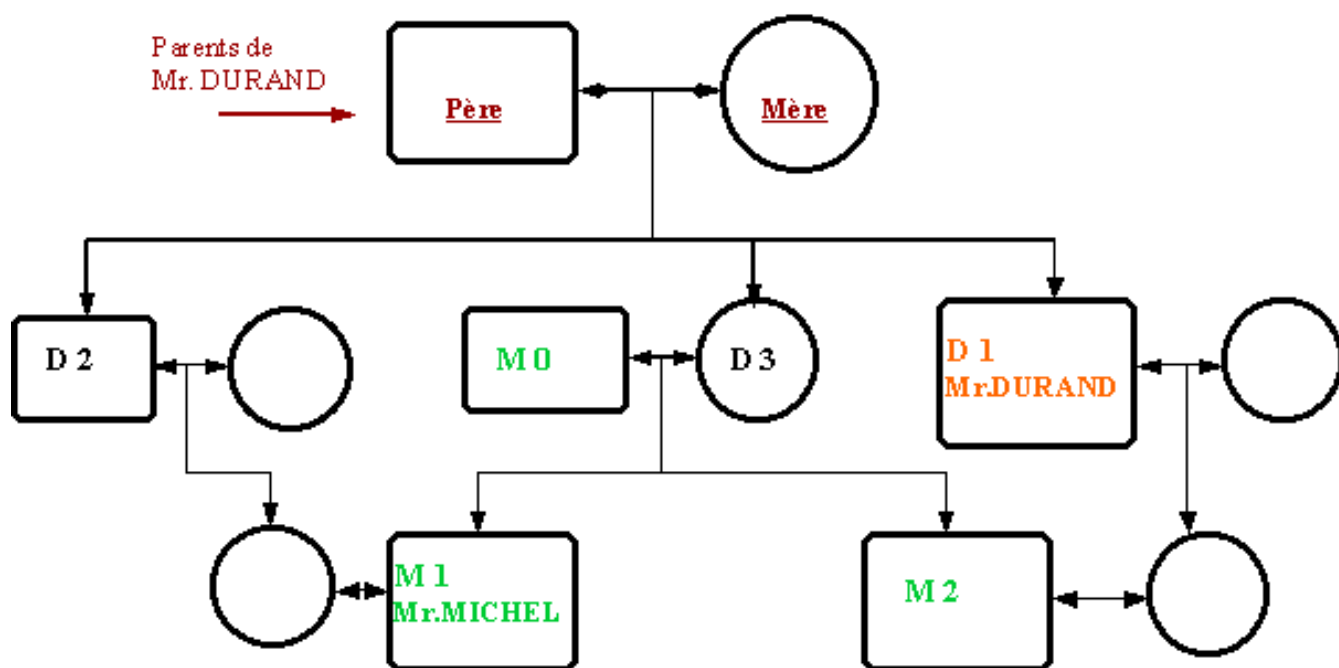 Parents de
Mr. DURAND
Père
Mère
D 2
M 0
D 3
D 1
Mr.DURAND
M 1
Mr.MICHEL
M 2